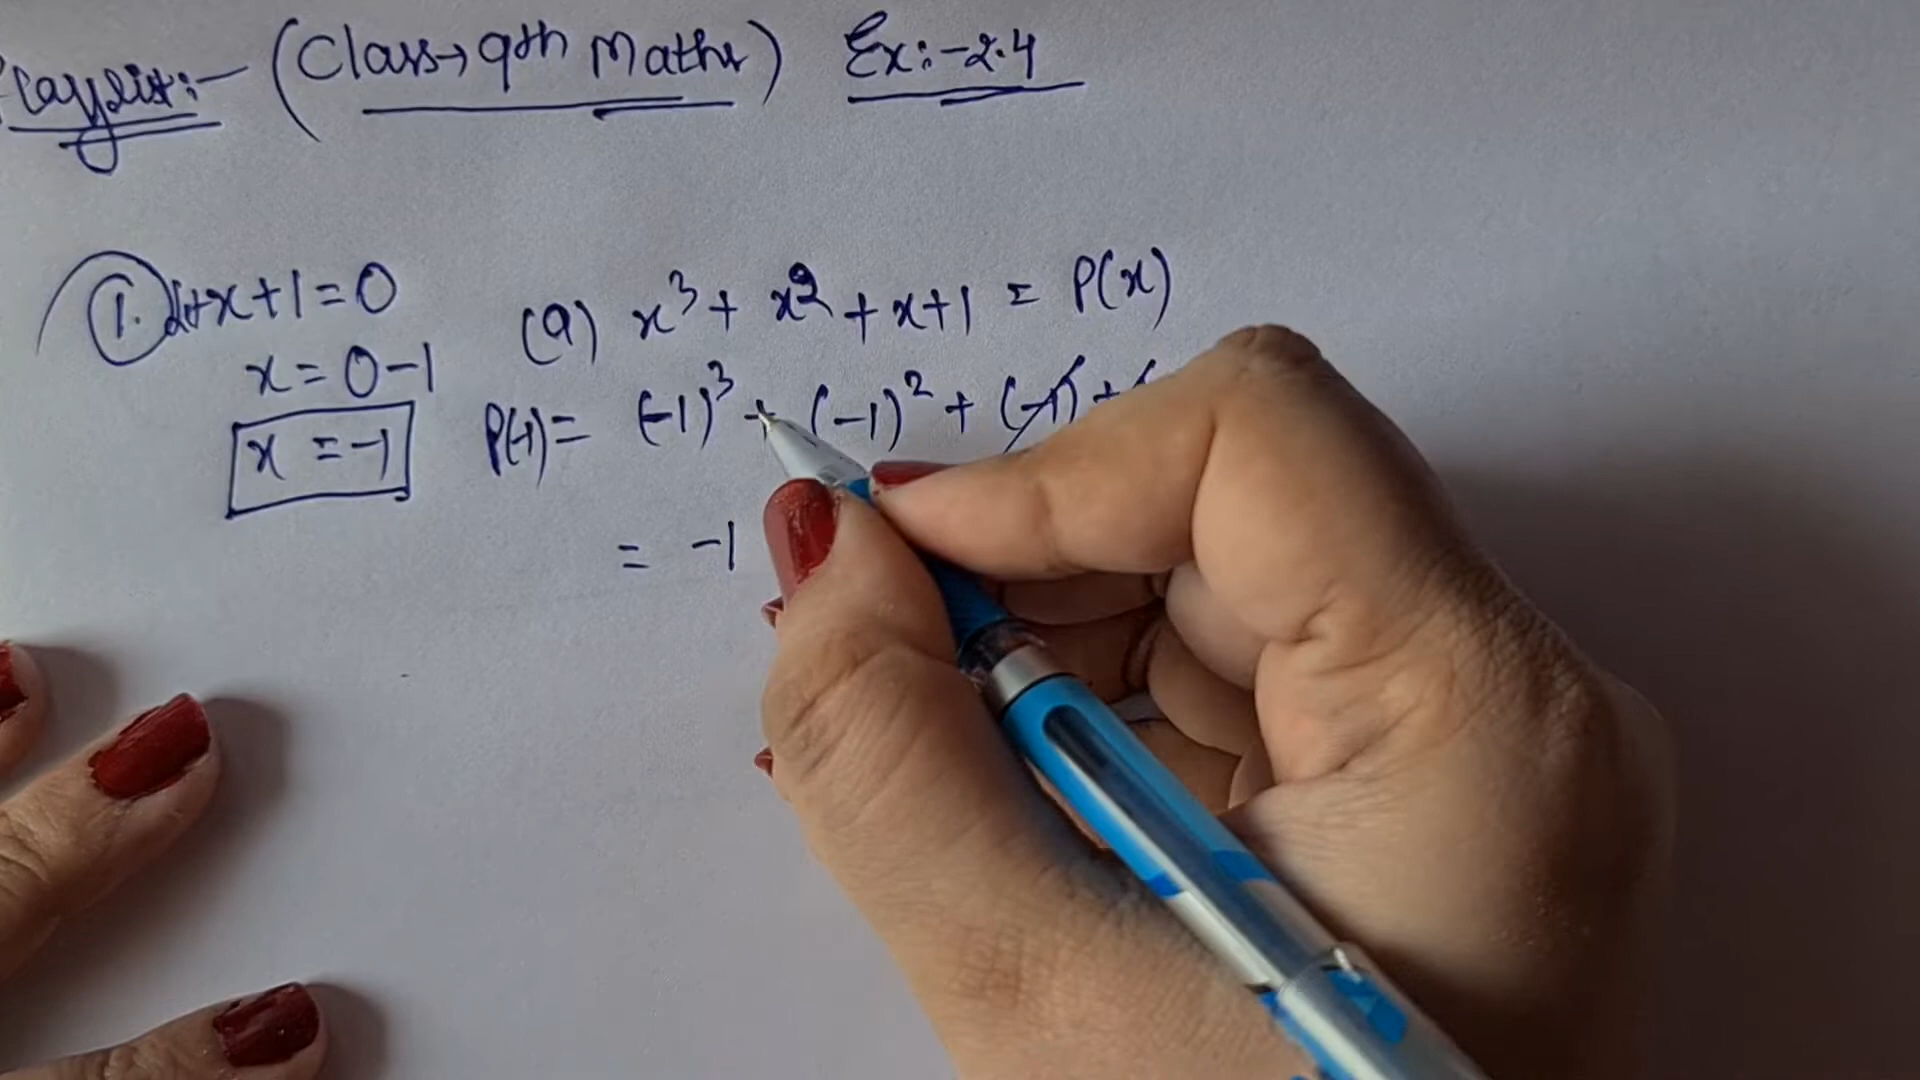 Playlist:- (Class→9th Maths) Ex:-2.4
1. x+1=0
x = 0-1
x = -1
(a) x³ + x² + x+1 = P(x)
P(-1) = (-1)³ + (-1)² + (-1) +
= -1